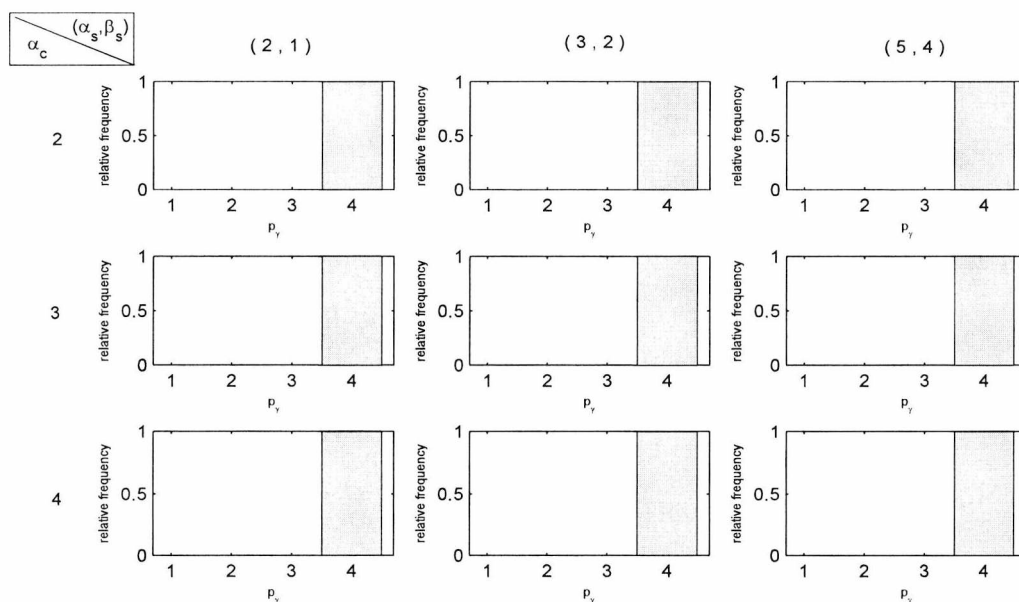 (α_s,β_s)
α_c
(2,1) (3,2) (5,4)
2
relative frequency
1
0.5
0
1 2 3 4
p_γ
relative frequency
1
0.5
0
1 2 3 4
p_γ
relative frequency
1
0.5
0
1 2 3 4
p_γ
3
relative frequency
1
0.5
0
1 2 3 4
p_γ
relative frequency
1
0.5
0
1 2 3 4
p_γ
relative frequency
1
0.5
0
1 2 3 4
p_γ
4
relative frequency
1
0.5
0
1 2 3 4
p_γ
relative frequency
1
0.5
0
1 2 3 4
p_γ
relative frequency
1
0.5
0
1 2 3 4
p_γ